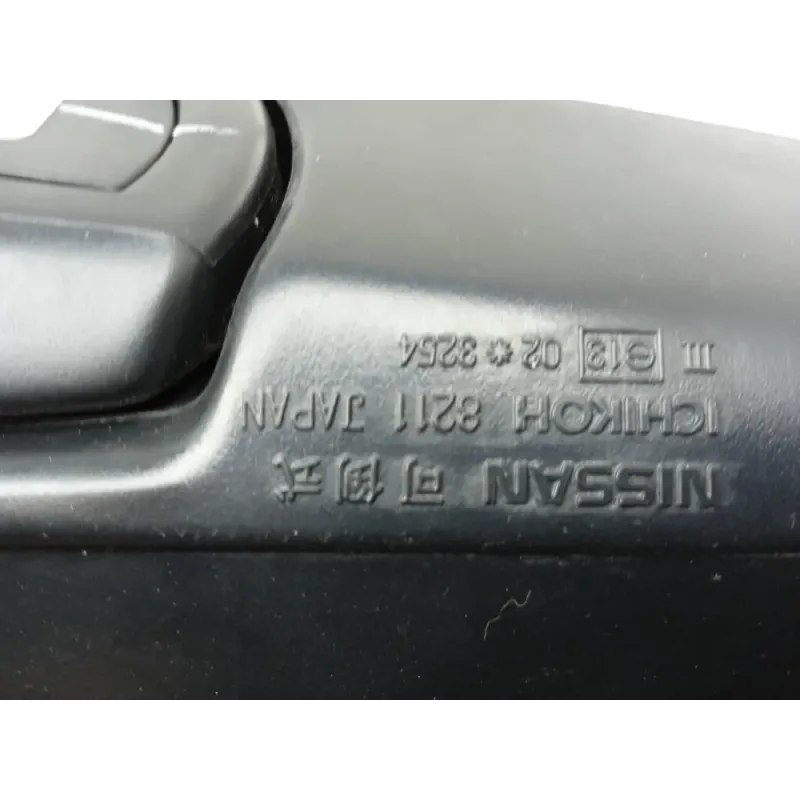 NISSAN 可倒式
ICHIKOH 8211 JAPAN
III e13 02*3254